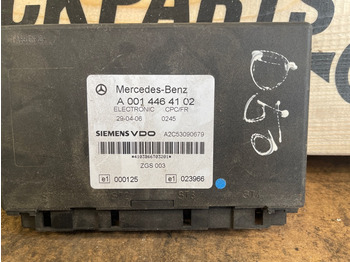 CKPARTS
Mercedes-Benz
A 001 446 41 02
ELECTRONIC CPC/FR
29-04-06 0245
SIEMENS VDO A2C53090679
ZGS 003
e1 000125 e1 023966